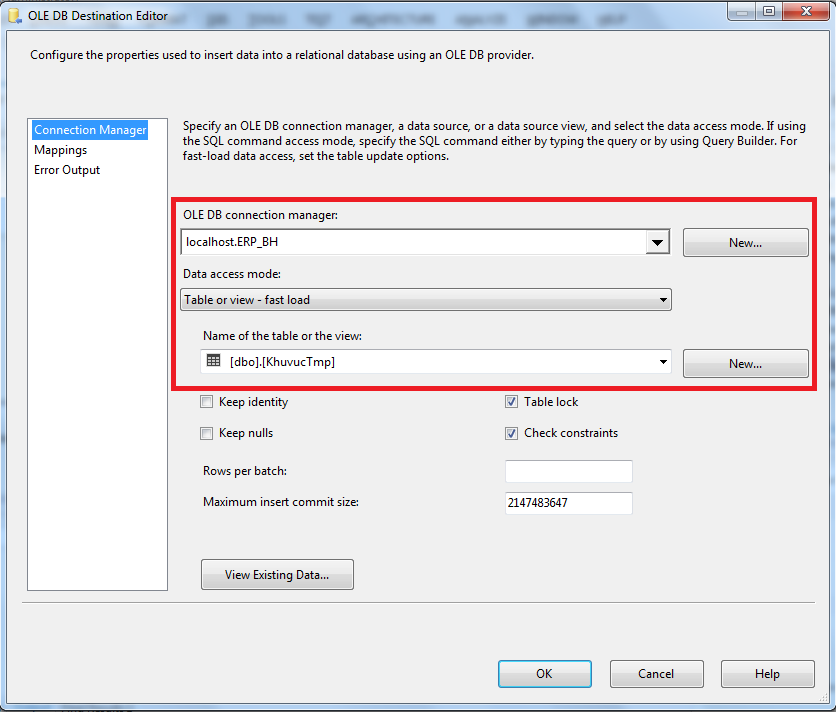 OLE DB Destination Editor
Configure the properties used to insert data into a relational database using an OLE DB provider.
Connection Manager
Mappings
Error Output
Specify an OLE DB connection manager, a data source, or a data source view, and select the data access mode. If using
the SQL command access mode, specify the SQL command either by typing the query or by using Query Builder. For
fast-load data access, set the table update options.
OLE DB connection manager:
localhost.ERP_BH
New...
Data access mode:
Table or view - fast load
Name of the table or the view:
[dbo].[KhuvucTmp]
New...
Keep identity
Table lock
Keep nulls
Check constraints
Rows per batch:
Maximum insert commit size:
2147483647
View Existing Data...
OK
Cancel
Help